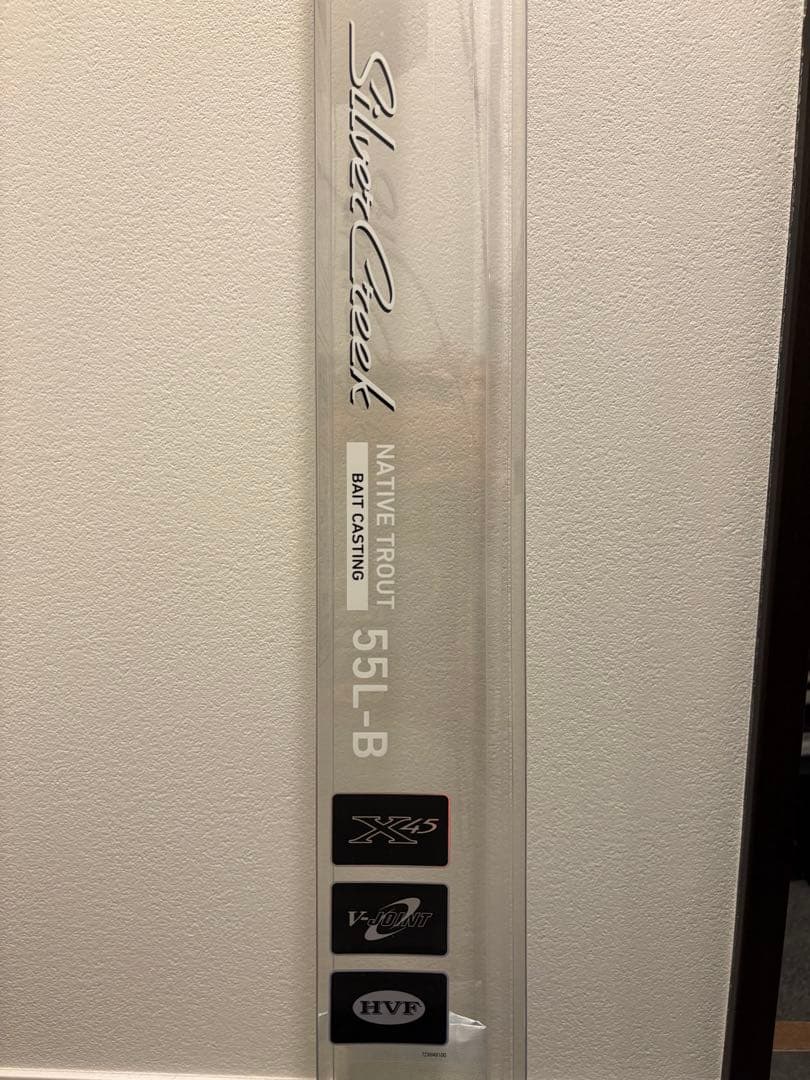 Silver Creek
NATIVE TROUT
BAIT CASTING
55L-B
X45
V-JOINT
HVF